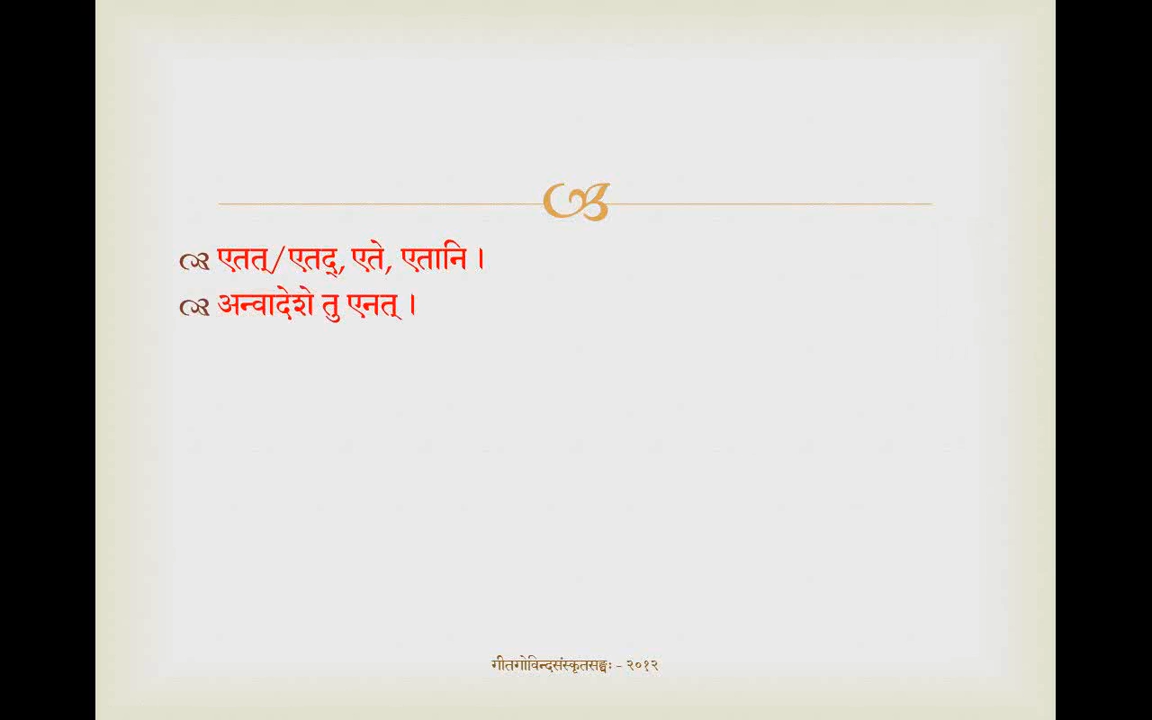 एतत्/एतद्, एते, एतानि ।
अन्वादेशे तु एनत् ।
गीतगोविन्दसंस्कृतसङ्घः - २०१२